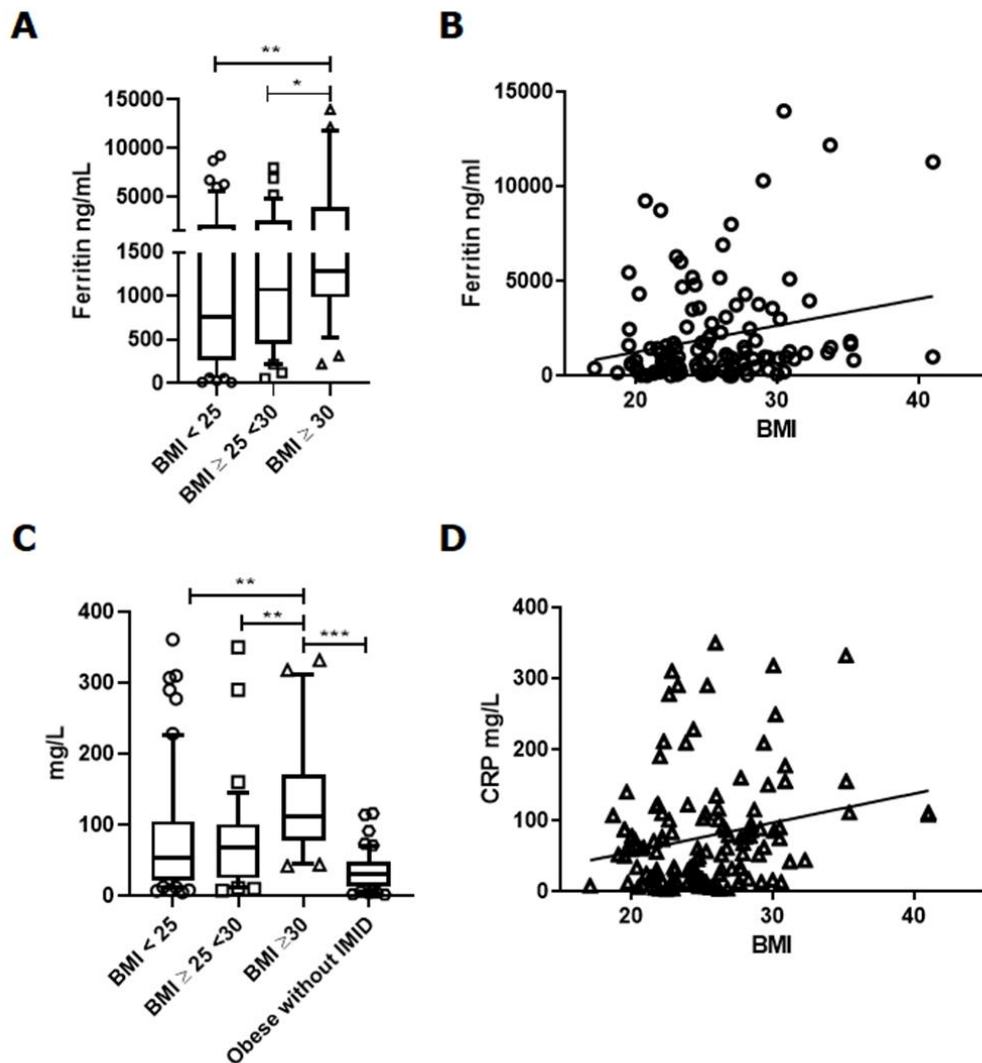 A
**
*
15000
10000
5000
1500
1000
500
0
Ferritin ng/mL
BMI < 25
BMI ≥ 25 <30
BMI ≥ 30
B
15000
10000
5000
0
Ferritin ng/ml
20 30 40
BMI
C
**
**
***
400
300
200
100
0
mg/L
BMI < 25
BMI ≥ 25 <30
BMI ≥30
Obese without IMID
D
400
300
200
100
0
CRP mg/L
20 30 40
BMI